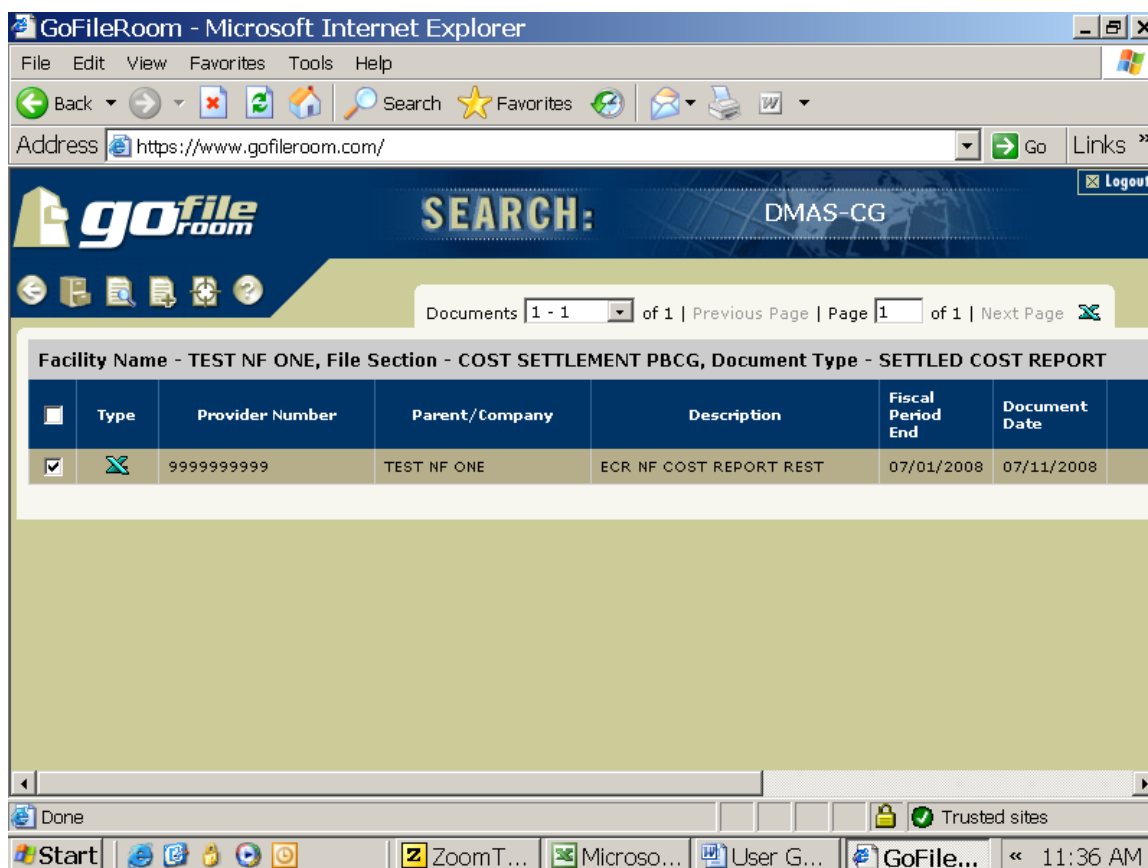 GoFileRoom - Microsoft Internet Explorer
File Edit View Favorites Tools Help
Back Search Favorites
Address https://www.gofileroom.com/ Go Links »
Logout
go file room SEARCH: DMAS-CG
Documents 1 - 1 of 1 | Previous Page | Page 1 of 1 | Next Page
Facility Name - TEST NF ONE, File Section - COST SETTLEMENT PBCG, Document Type - SETTLED COST REPORT
Type Provider Number Parent/Company Description Fiscal Period End Document Date
9999999999 TEST NF ONE ECR NF COST REPORT REST 07/01/2008 07/11/2008
Done Trusted sites
Start ZoomT... Microso... User G... GoFile... « 11:36 AM